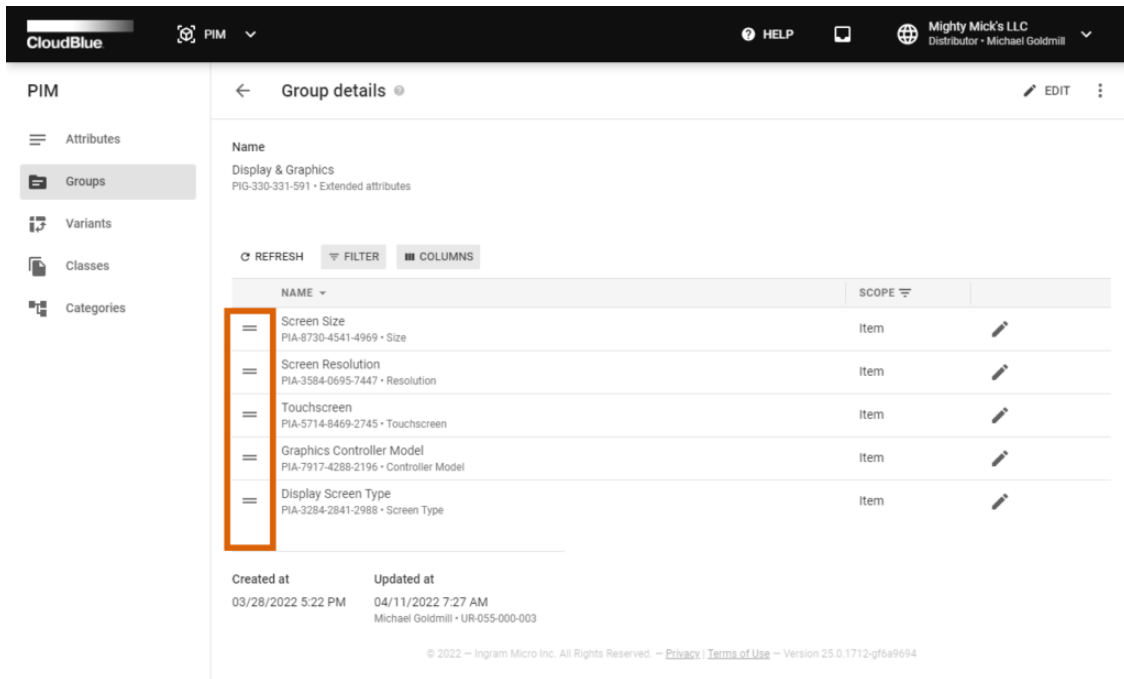 CloudBlue
PIM
HELP
Mighty Mick's LLC
Distributor • Michael Goldmill
PIM
Group details
EDIT
Attributes
Groups
Variants
Classes
Categories
Name
Display & Graphics
PIG-330-331-591 • Extended attributes
REFRESH FILTER COLUMNS
NAME SCOPE
Screen Size Item
PIA-8730-4541-4969 • Size
Screen Resolution Item
PIA-3584-0695-7447 • Resolution
Touchscreen Item
PIA-5714-8469-2745 • Touchscreen
Graphics Controller Model Item
PIA-7917-4288-2196 • Controller Model
Display Screen Type Item
PIA-3284-2841-2988 • Screen Type
Created at Updated at
03/28/2022 5:22 PM 04/11/2022 7:27 AM
Michael Goldmill • UR-055-000-003
© 2022 — Ingram Micro Inc. All Rights Reserved. — Privacy | Terms of Use — Version 25.0.1712-gf6a9694